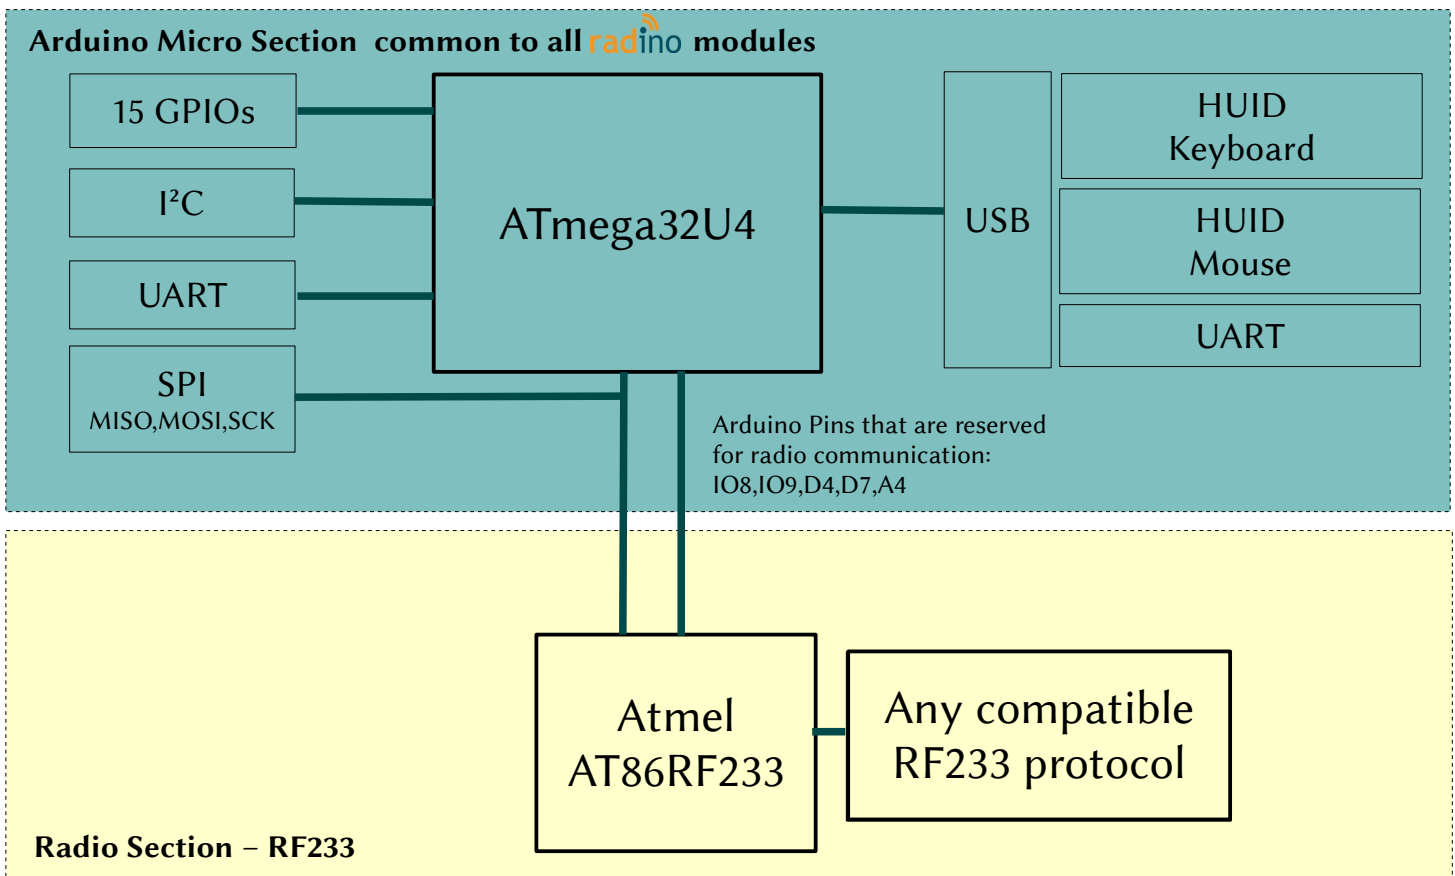 Arduino Micro Section common to all radino modules
15 GPIOs
I²C
UART
SPI
MISO,MOSI,SCK
ATmega32U4
USB
HUID
Keyboard
HUID
Mouse
UART
Arduino Pins that are reserved
for radio communication:
IO8,IO9,D4,D7,A4
Atmel
AT86RF233
Any compatible
RF233 protocol
Radio Section – RF233